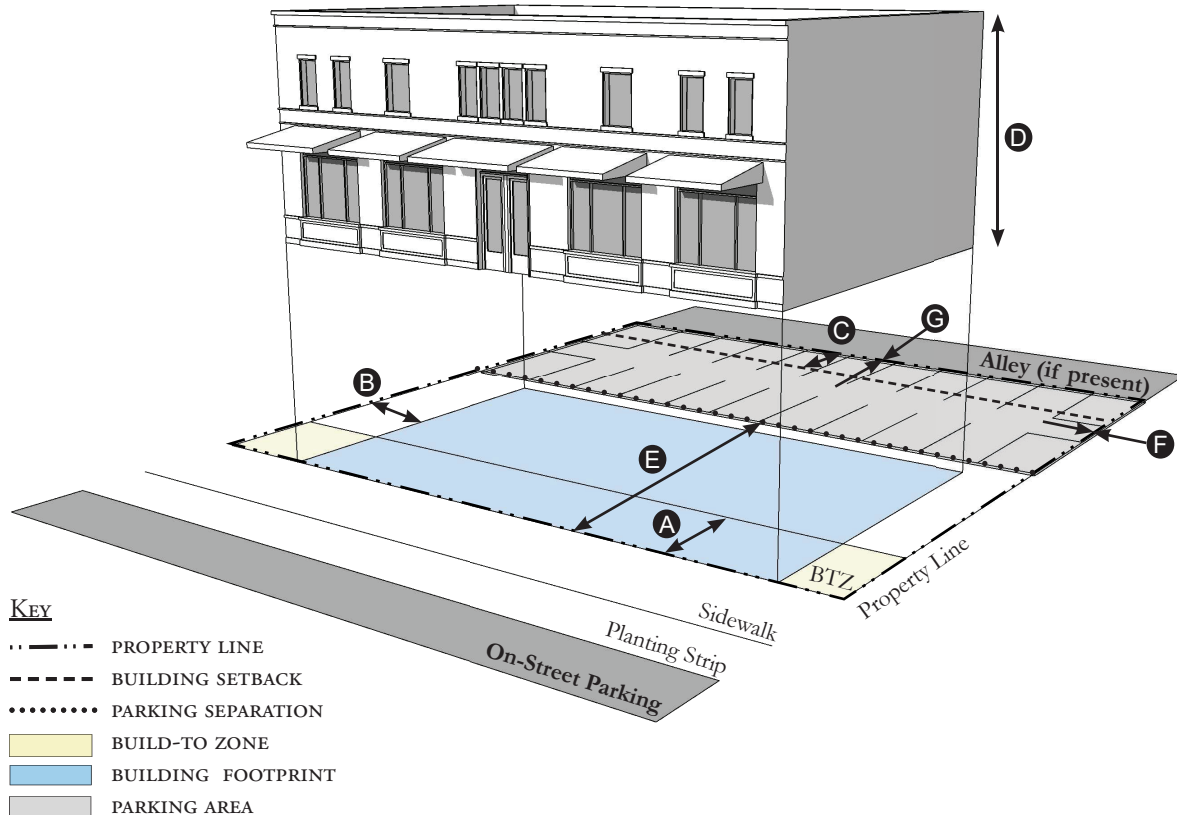 D
G
C
Alley (if present)
B
F
E
A
BTZ
Property Line
Sidewalk
Planting Strip
On-Street Parking
KEY
PROPERTY LINE
BUILDING SETBACK
PARKING SEPARATION
BUILD-TO ZONE
BUILDING FOOTPRINT
PARKING AREA